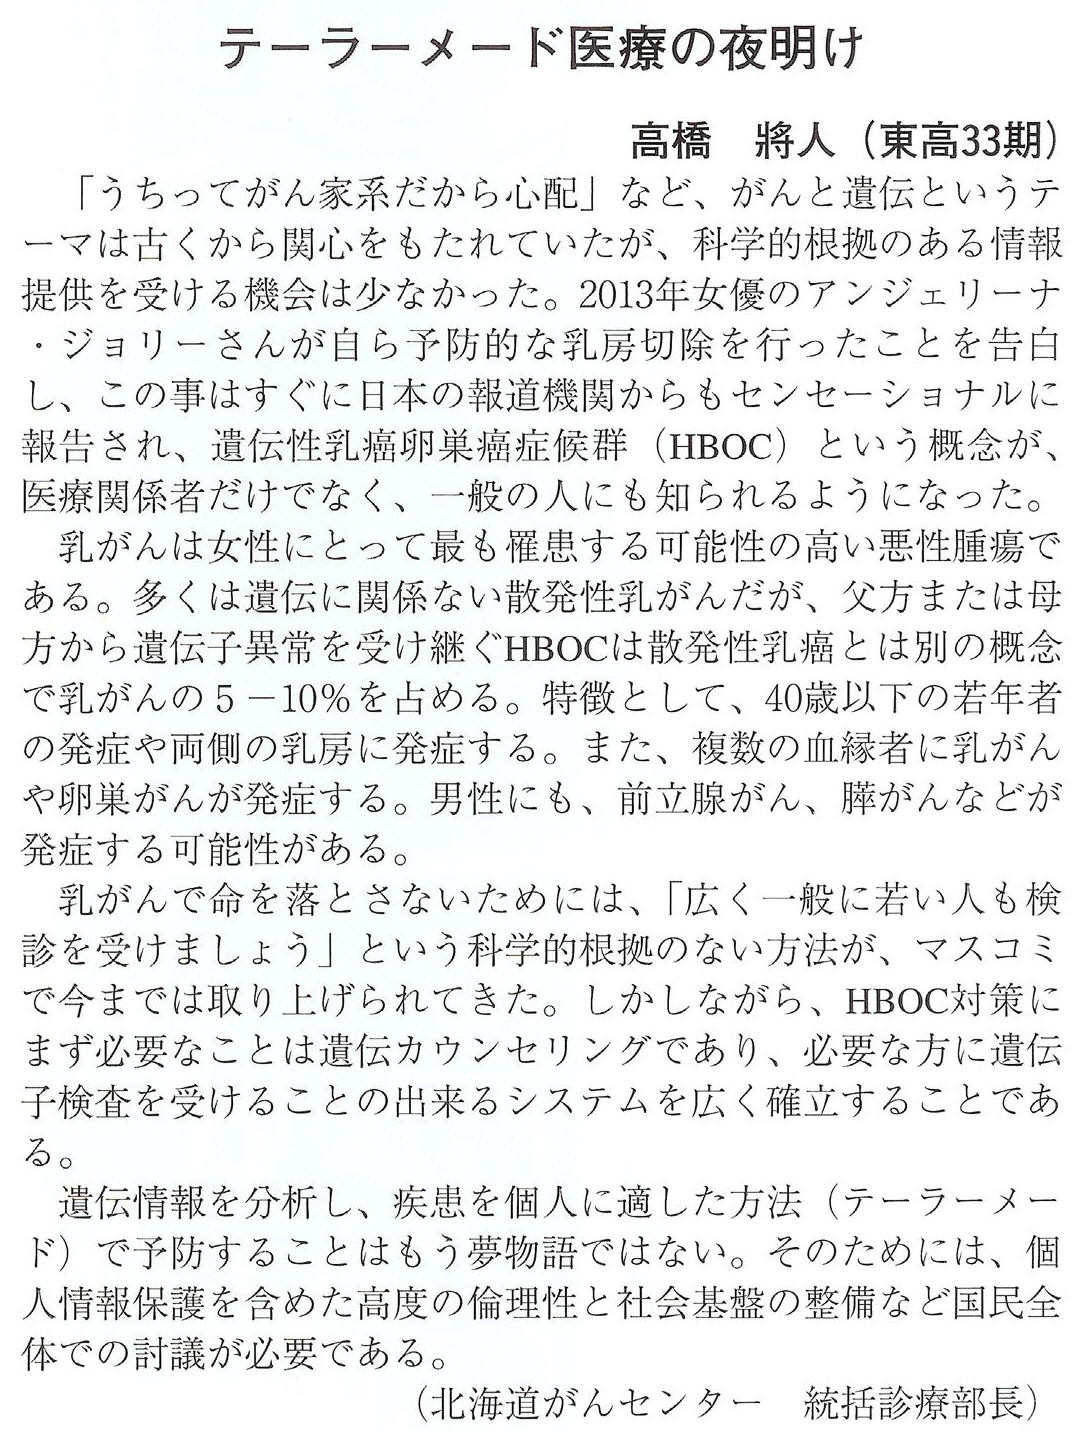 テーラーメード医療の夜明け
高橋　將人（東高33期）
「うちってがん家系だから心配」など、がんと遺伝というテ
ーマは古くから関心をもたれていたが、科学的根拠のある情報
提供を受ける機会は少なかった。2013年女優のアンジェリーナ
・ジョリーさんが自ら予防的な乳房切除を行ったことを告白
し、この事はすぐに日本の報道機関からもセンセーショナルに
報告され、遺伝性乳癌卵巣癌症候群（HBOC）という概念が、
医療関係者だけでなく、一般の人にも知られるようになった。
乳がんは女性にとって最も罹患する可能性の高い悪性腫瘍で
ある。多くは遺伝に関係ない散発性乳がんだが、父方または母
方から遺伝子異常を受け継ぐHBOCは散発性乳癌とは別の概念
で乳がんの５－10％を占める。特徴として、40歳以下の若年者
の発症や両側の乳房に発症する。また、複数の血縁者に乳がん
や卵巣がんが発症する。男性にも、前立腺がん、膵がんなどが
発症する可能性がある。
乳がんで命を落とさないためには、「広く一般に若い人も検
診を受けましょう」という科学的根拠のない方法が、マスコミ
で今までは取り上げられてきた。しかしながら、HBOC対策に
まず必要なことは遺伝カウンセリングであり、必要な方に遺伝
子検査を受けることの出来るシステムを広く確立することであ
る。
遺伝情報を分析し、疾患を個人に適した方法（テーラーメー
ド）で予防することはもう夢物語ではない。そのためには、個
人情報保護を含めた高度の倫理性と社会基盤の整備など国民全
体での討議が必要である。
（北海道がんセンター　統括診療部長）